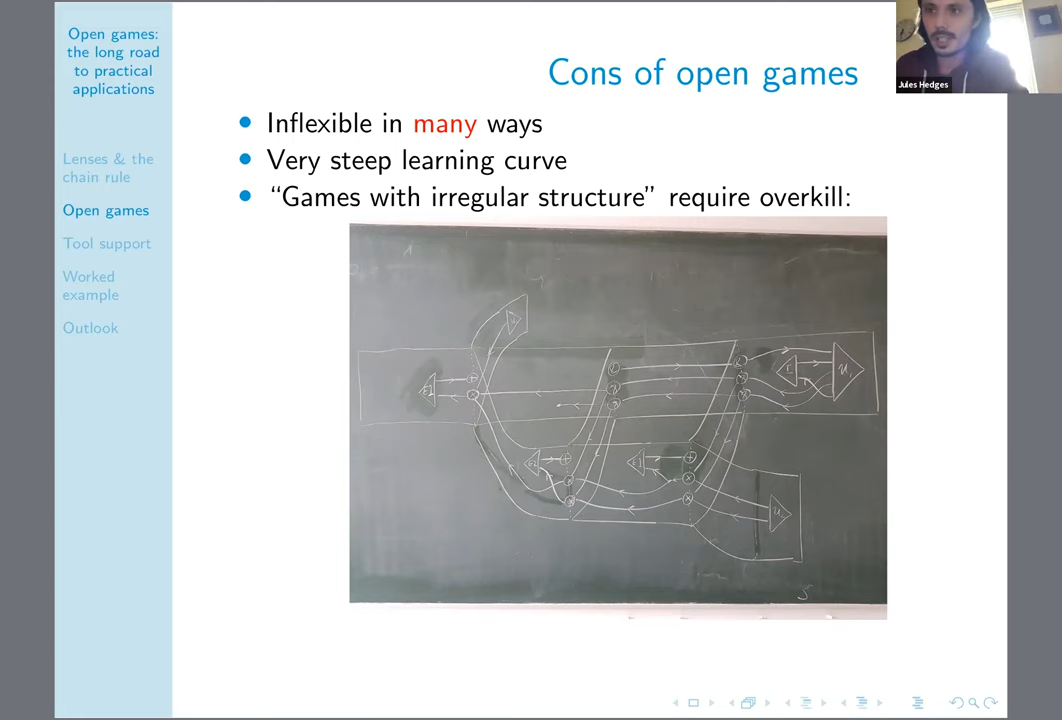 Open games:
the long road
to practical
applications
Lenses & the
chain rule
Open games
Tool support
Worked
example
Outlook
Cons of open games
• Inflexible in many ways
• Very steep learning curve
• “Games with irregular structure” require overkill:
Jules Hedges